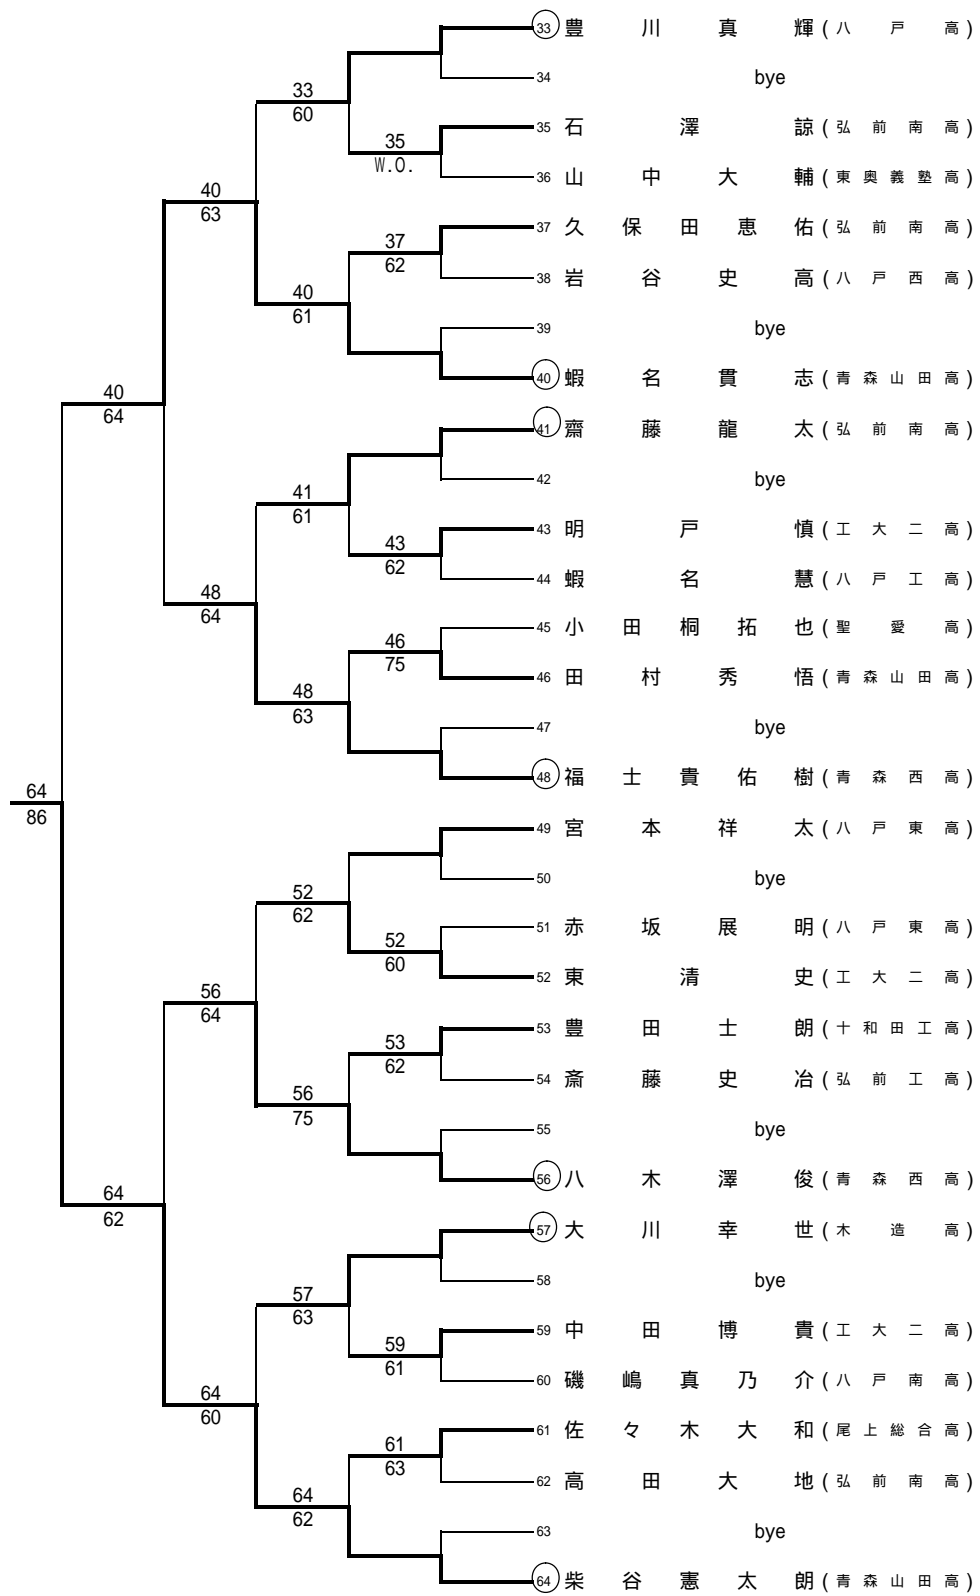 33 豊川真輝 (八戸高)
34 bye
33
60
35 石澤諒 (弘前南高)
35
W.O.
36 山中大輔 (東奥義塾高)
40
63
37 久保田恵佑 (弘前南高)
37
62
38 岩谷史高 (八戸西高)
40
61
39 bye
40 蝦名貫志 (青森山田高)
40
64
41 齋藤龍太 (弘前南高)
42 bye
41
61
43 明戸慎 (工大二高)
43
62
44 蝦名慧 (八戸工高)
48
64
45 小田桐拓也 (聖愛高)
46
75
46 田村秀悟 (青森山田高)
48
63
47 bye
48 福士貴佑樹 (青森西高)
64
86
49 宮本祥太 (八戸東高)
50 bye
52
62
51 赤坂展明 (八戸東高)
52
60
52 東清史 (工大二高)
56
64
53 豊田士朗 (十和田工高)
53
62
54 斎藤史冶 (弘前工高)
56
75
55 bye
56 八木澤俊 (青森西高)
64
62
57 大川幸世 (木造高)
58 bye
57
63
59 中田博貴 (工大二高)
59
61
60 磯嶋真乃介 (八戸南高)
64
60
61 佐々木大和 (尾上総合高)
61
63
62 高田大地 (弘前南高)
64
62
63 bye
64 柴谷憲太朗 (青森山田高)